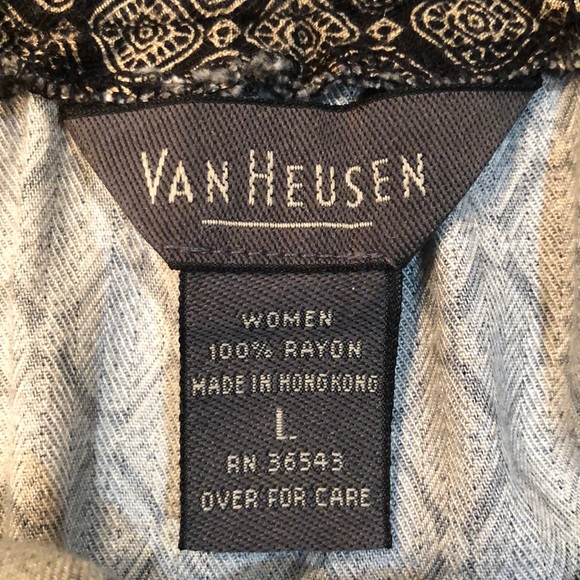 VAN HEUSEN
WOMEN
100% RAYON
MADE IN HONGKONG
L
RN 36543
OVER FOR CARE